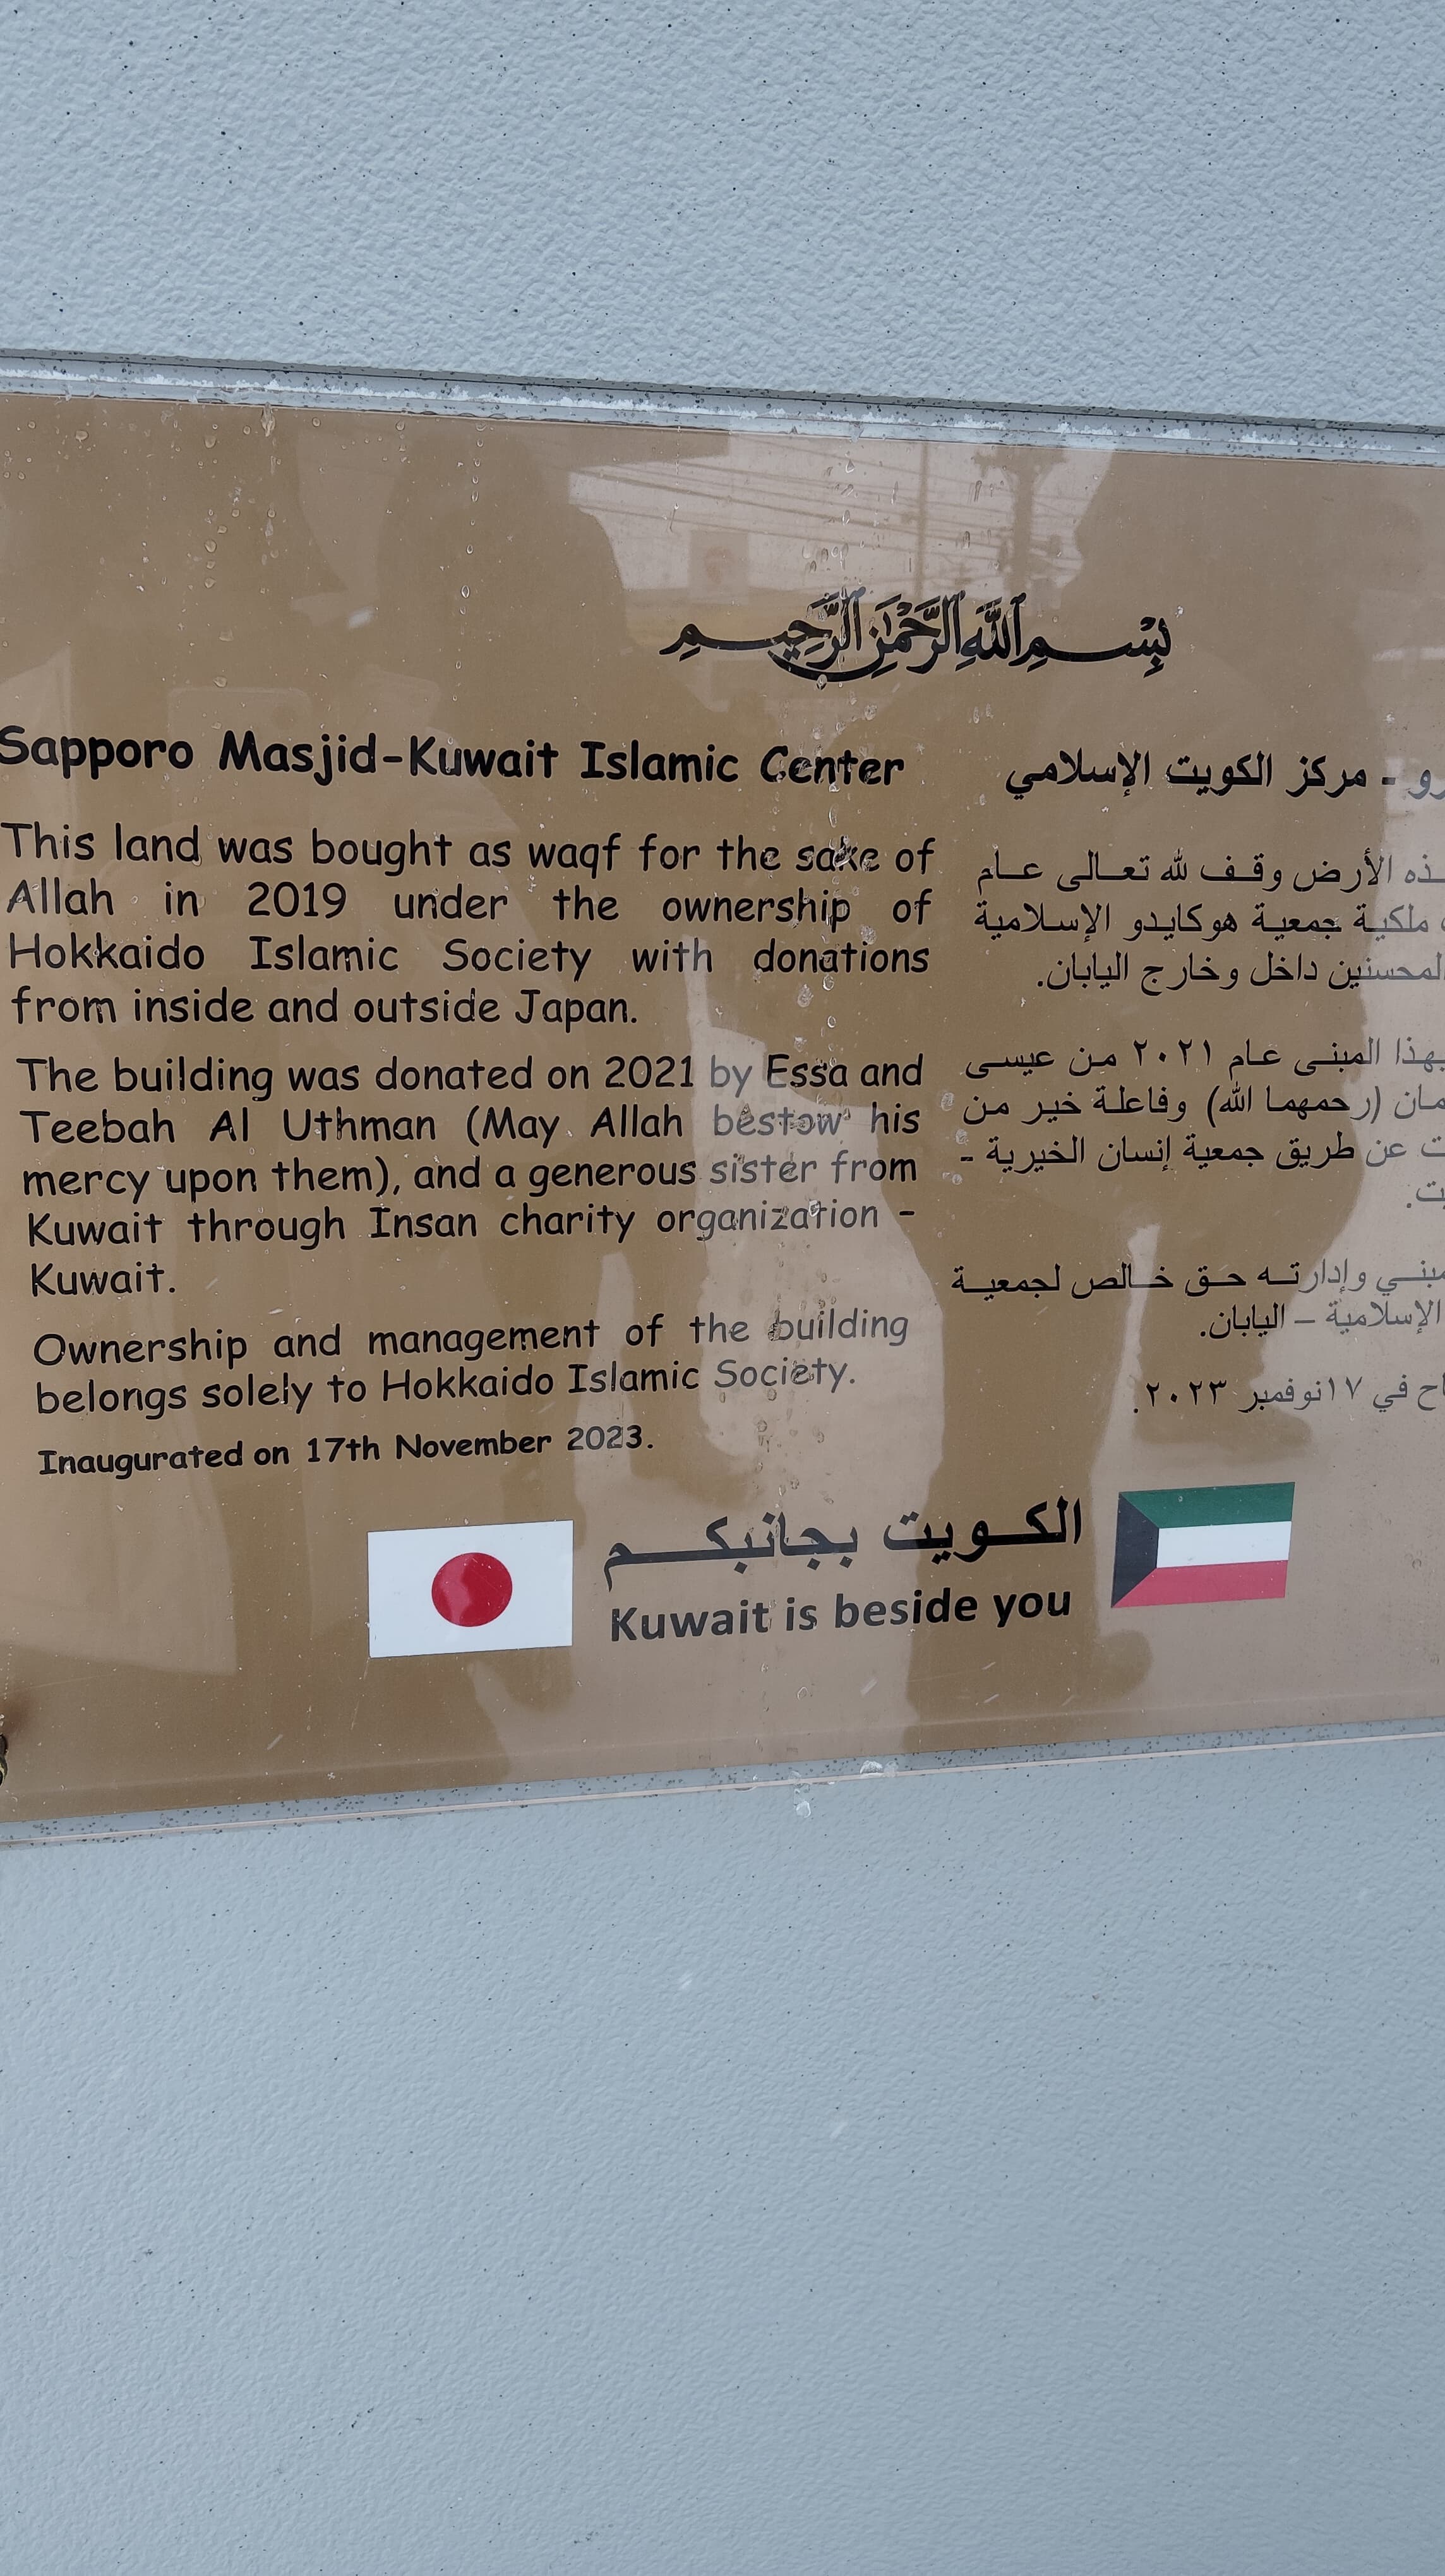 بِسْمِ اللَّهِ الرَّحْمَٰنِ الرَّحِيمِ
Sapporo Masjid-Kuwait Islamic Center
This land was bought as waqf for the sake of
Allah in 2019 under the ownership of
Hokkaido Islamic Society with donations
from inside and outside Japan.
The building was donated on 2021 by Essa and
Teebah Al Uthman (May Allah bestow his
mercy upon them), and a generous sister from
Kuwait through Insan charity organization –
Kuwait.
Ownership and management of the building
belongs solely to Hokkaido Islamic Society.
Inaugurated on 17th November 2023.
- مركز الكويت الإسلامي
الأرض وقف لله تعالى عام
ملكية جمعية هوكايدو الإسلامية
داخل وخارج اليابان.
المبنى عام ٢٠٢١ من عيسى
(رحمهما الله) وفاعلة خير من
عن طريق جمعية إنسان الخيرية -
وإدارته حق خالص لجمعية
الإسلامية – اليابان.
في ١٧نوفمبر ٢٠٢٣.
الكويت بجانبكم
Kuwait is beside you